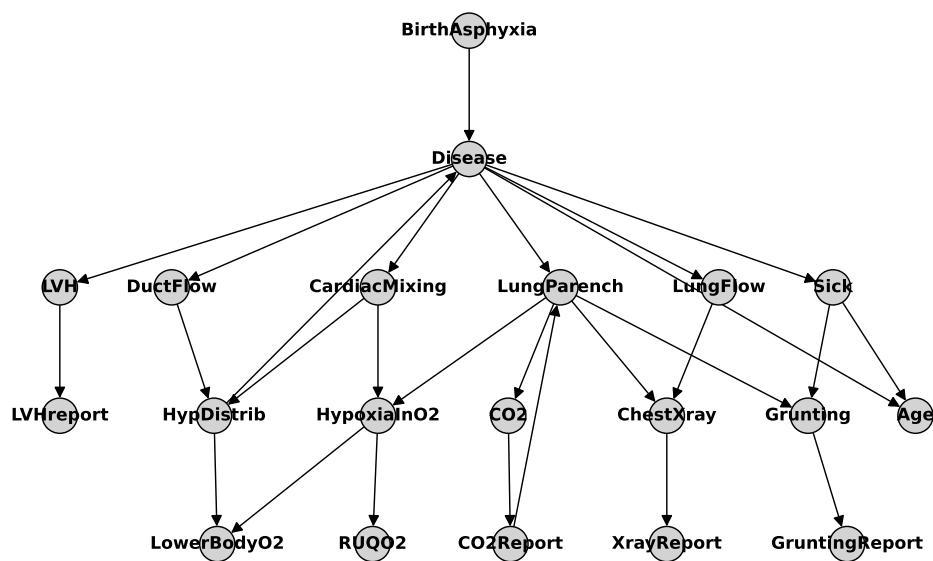 BirthAsphyxia
Disease
LVH DuctFlow CardiacMixing LungParench LungFlow Sick
LVHreport HypDistrib HypoxiaInO2 CO2 ChestXray Grunting Age
LowerBodyO2 RUQO2 CO2Report XrayReport GruntingReport